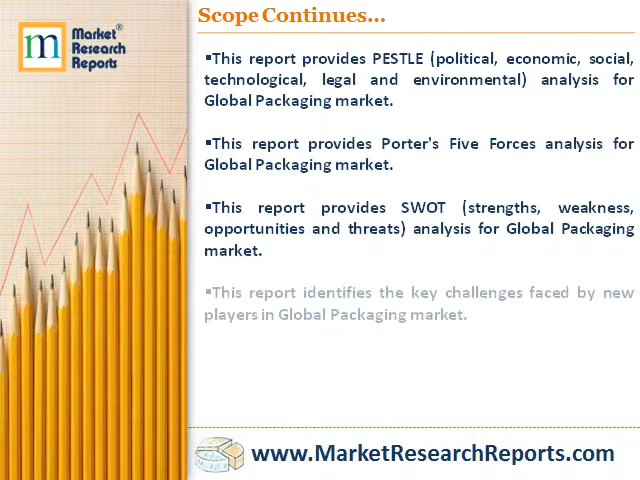 Scope Continues...
m
Market®
Research
Reports
▪This report provides PESTLE (political, economic, social,
technological, legal and environmental) analysis for
Global Packaging market.
▪This report provides Porter's Five Forces analysis for
Global Packaging market.
▪This report provides SWOT (strengths, weakness,
opportunities and threats) analysis for Global Packaging
market.
▪This report identifies the key challenges faced by new
players in Global Packaging market.
www.MarketResearchReports.com